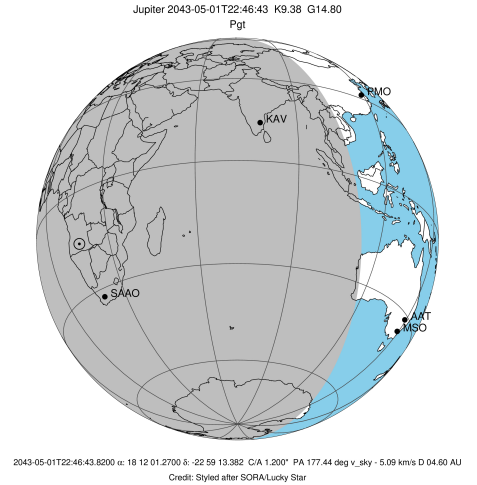 Jupiter 2043-05-01T22:46:43 K9.38 G14.80
Pgt
PMO
KAV
SAAO
AAT
MSO
2043-05-01T22:46:43.8200 α: 18 12 01.2700 δ: -22 59 13.382 C/A 1.200" PA 177.44 deg v_sky - 5.09 km/s D 04.60 AU
Credit: Styled after SORA/Lucky Star